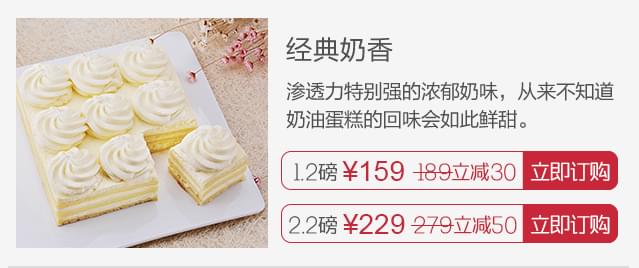 经典奶香
渗透力特别强的浓郁奶味，从来不知道
奶油蛋糕的回味会如此鲜甜。
1.2磅 ¥159 189立减30 立即订购
2.2磅 ¥229 279立减50 立即订购